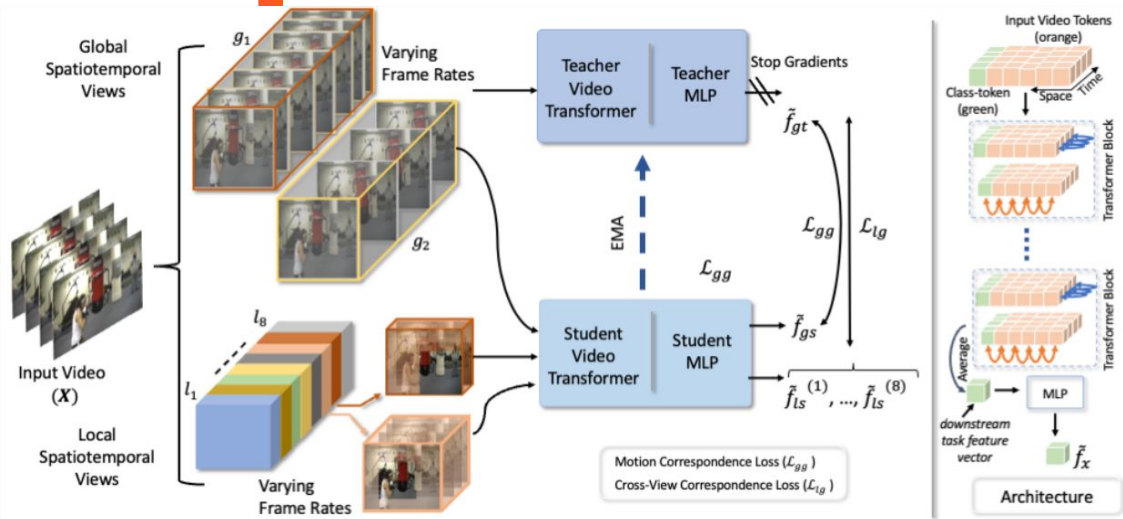 Global
Spatiotemporal
Views
g₁
Varying
Frame Rates
g₂
Input Video
(X)
l₈
l₁
Local
Spatiotemporal
Views
Varying
Frame Rates
Teacher
Video
Transformer
Teacher
MLP
Stop Gradients
f̃gt
EMA
ℒgg
ℒgg
ℒlg
Student
Video
Transformer
Student
MLP
f̃gs
f̃ls⁽¹⁾, ..., f̃ls⁽⁸⁾
Motion Correspondence Loss (ℒgg)
Cross-View Correspondence Loss (ℒlg)
Input Video Tokens
(orange)
Class-token
(green)
Space
Time
Transformer Block
Transformer Block
Average
MLP
downstream
task feature
vector
f̃x
Architecture